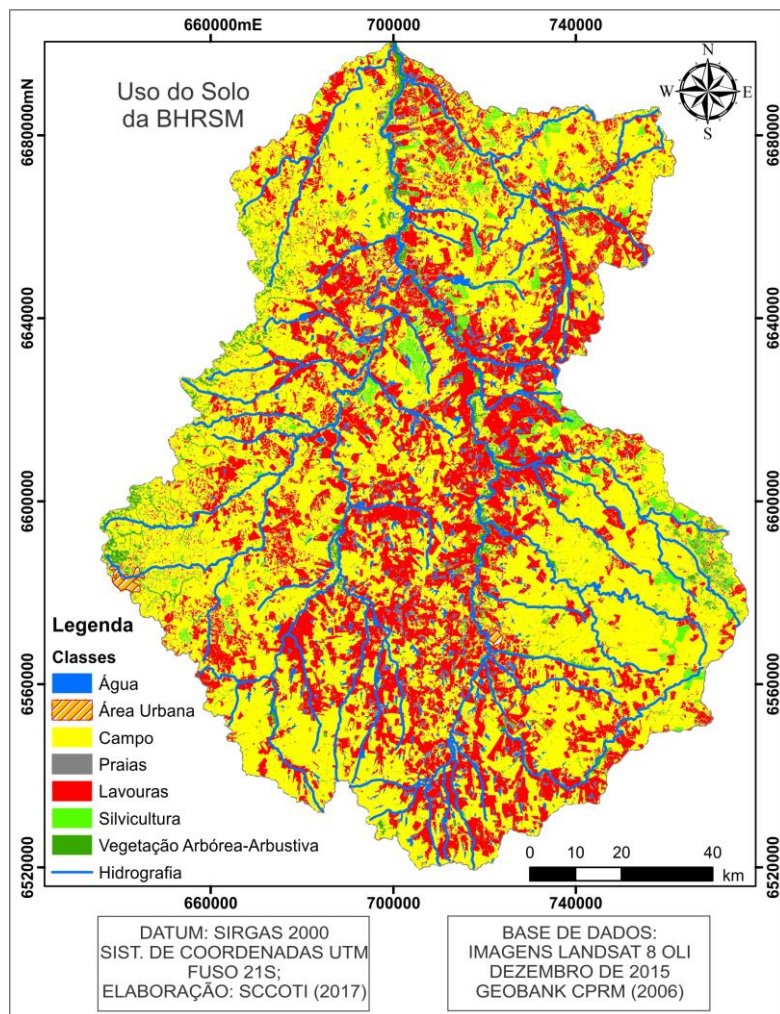 660000mE 700000 740000
Uso do Solo
da BHRSM
N
W E
S
6680000mN
6640000
6600000
6560000
6520000
6680000
6640000
6600000
6560000
6520000
Legenda
Classes
Água
Área Urbana
Campo
Praias
Lavouras
Silvicultura
Vegetação Arbórea-Arbustiva
Hidrografia
0 10 20 40
km
660000 700000 740000
DATUM: SIRGAS 2000
SIST. DE COORDENADAS UTM
FUSO 21S;
ELABORAÇÃO: SCCOTI (2017)
BASE DE DADOS:
IMAGENS LANDSAT 8 OLI
DEZEMBRO DE 2015
GEOBANK CPRM (2006)